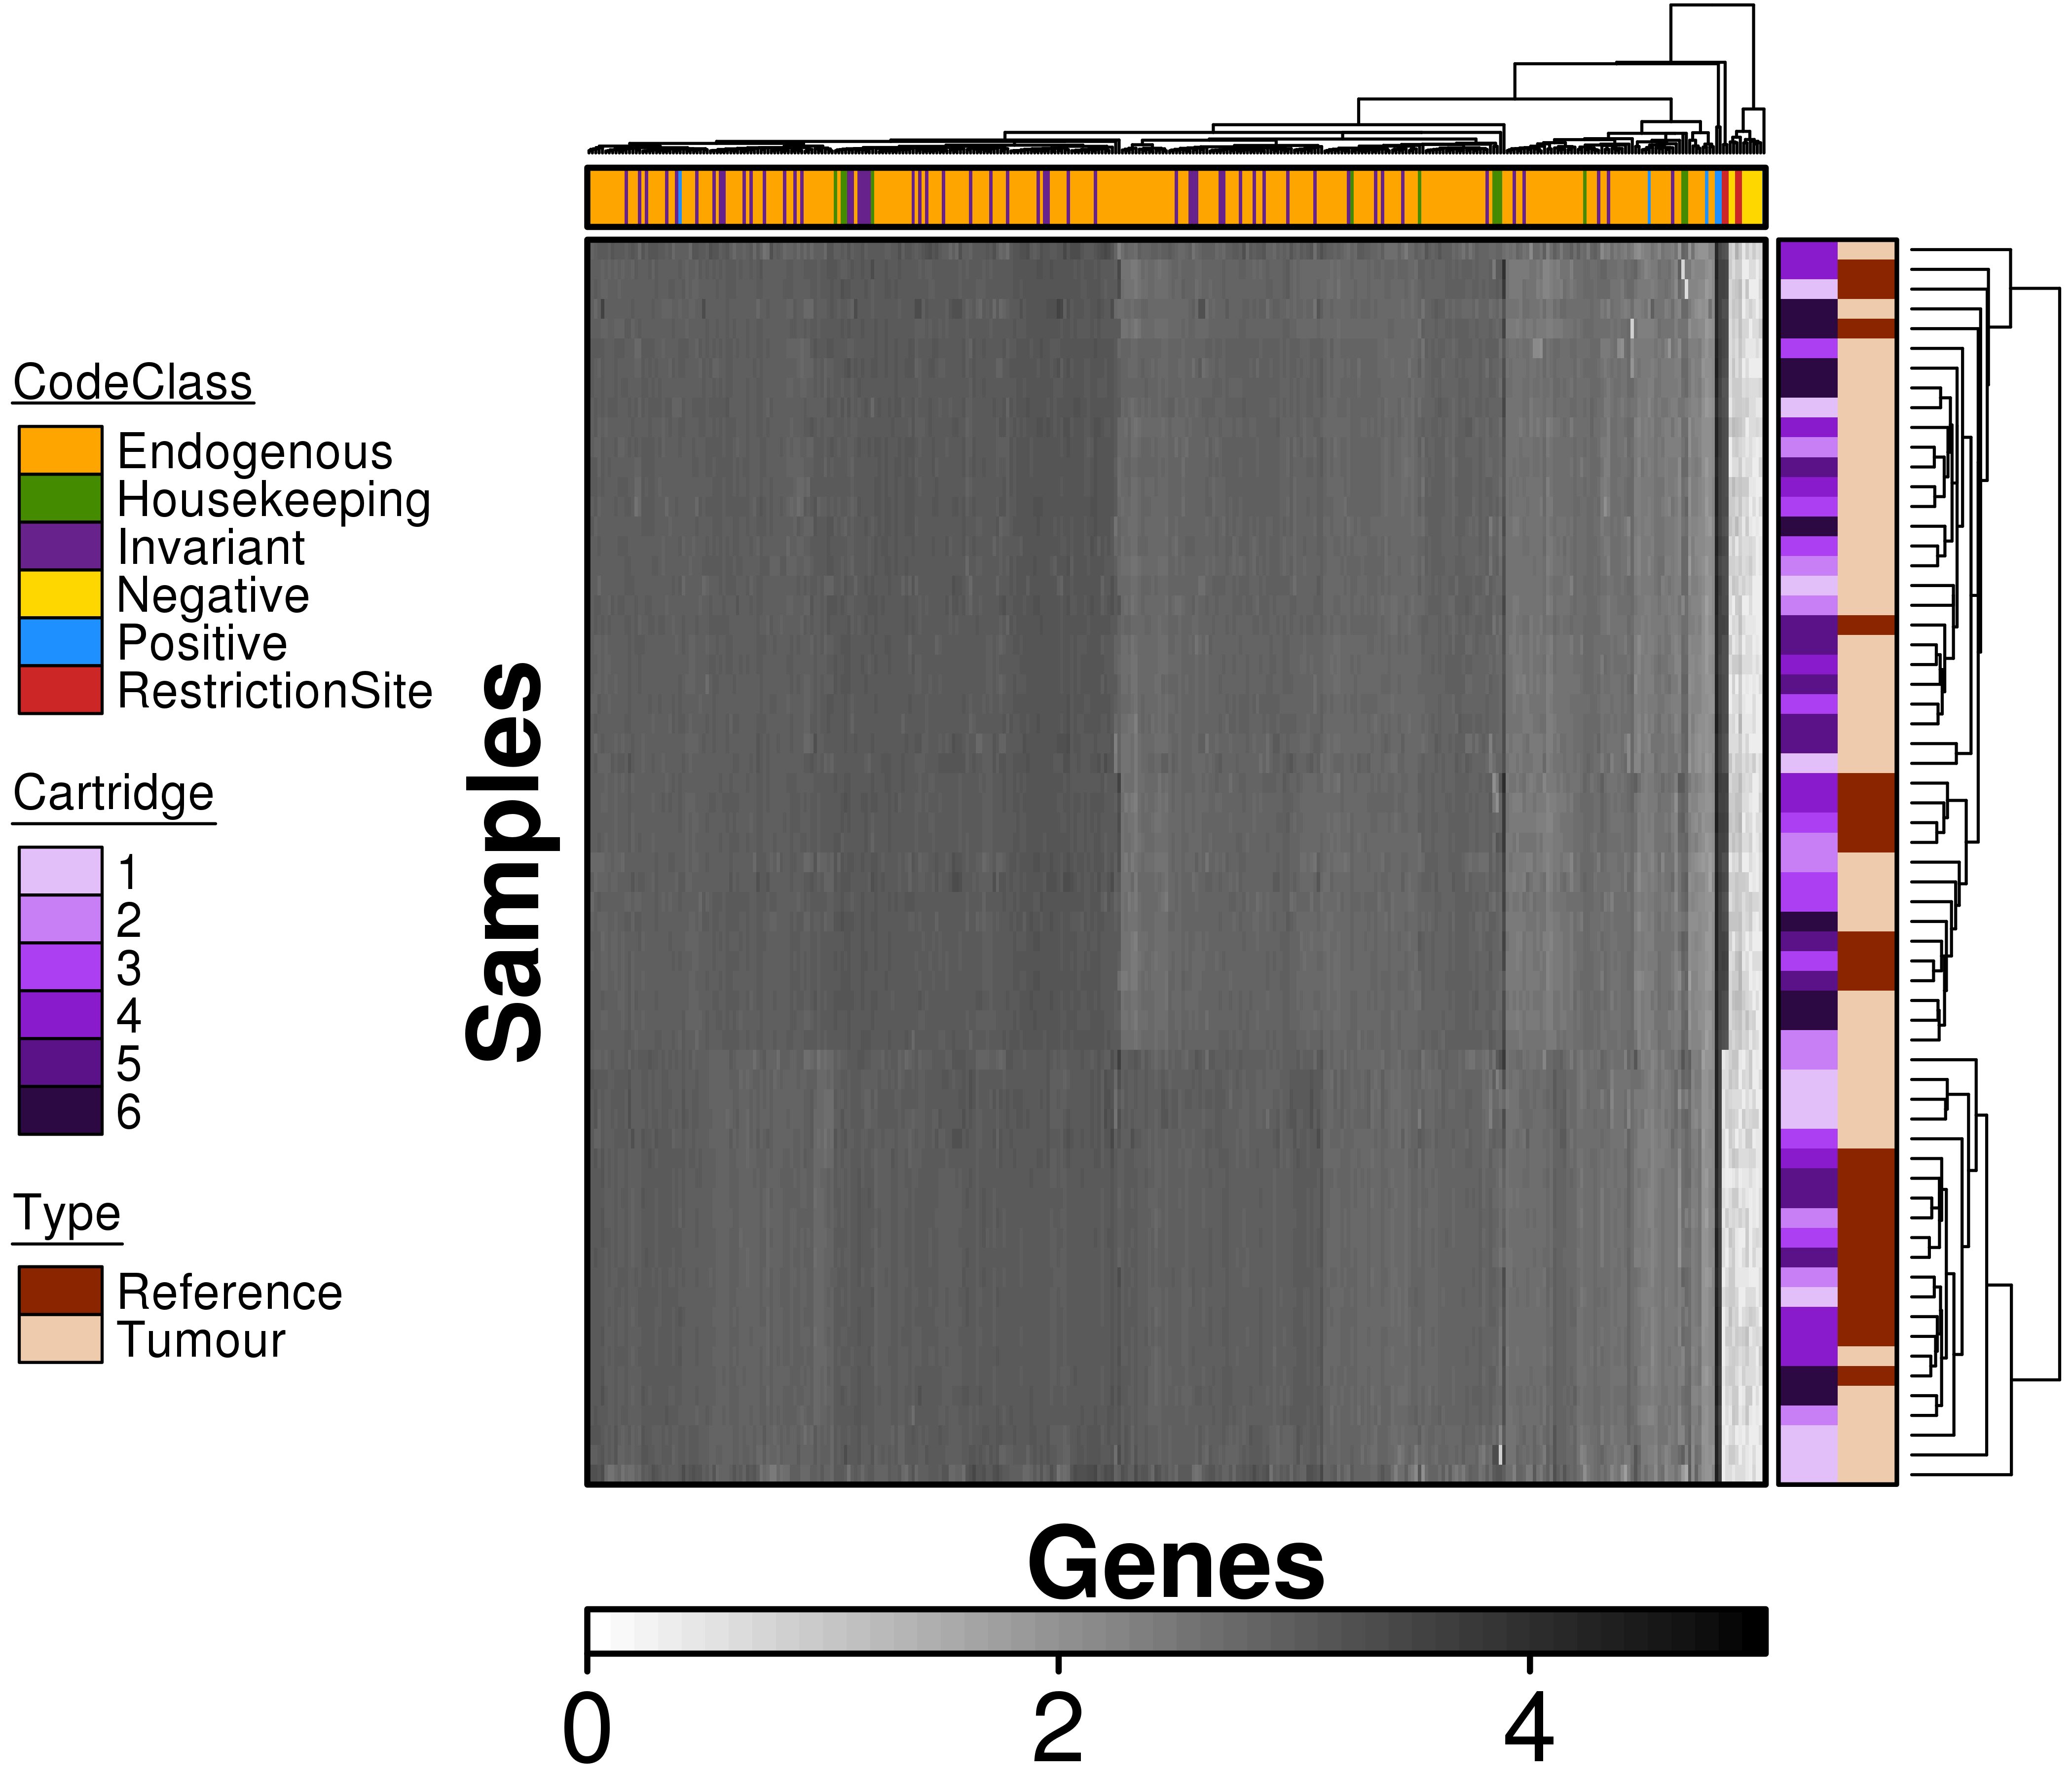 CodeClass
Endogenous
Housekeeping
Invariant
Negative
Positive
RestrictionSite
Cartridge
1
2
3
4
5
6
Type
Reference
Tumour
Samples
Genes
0 2 4